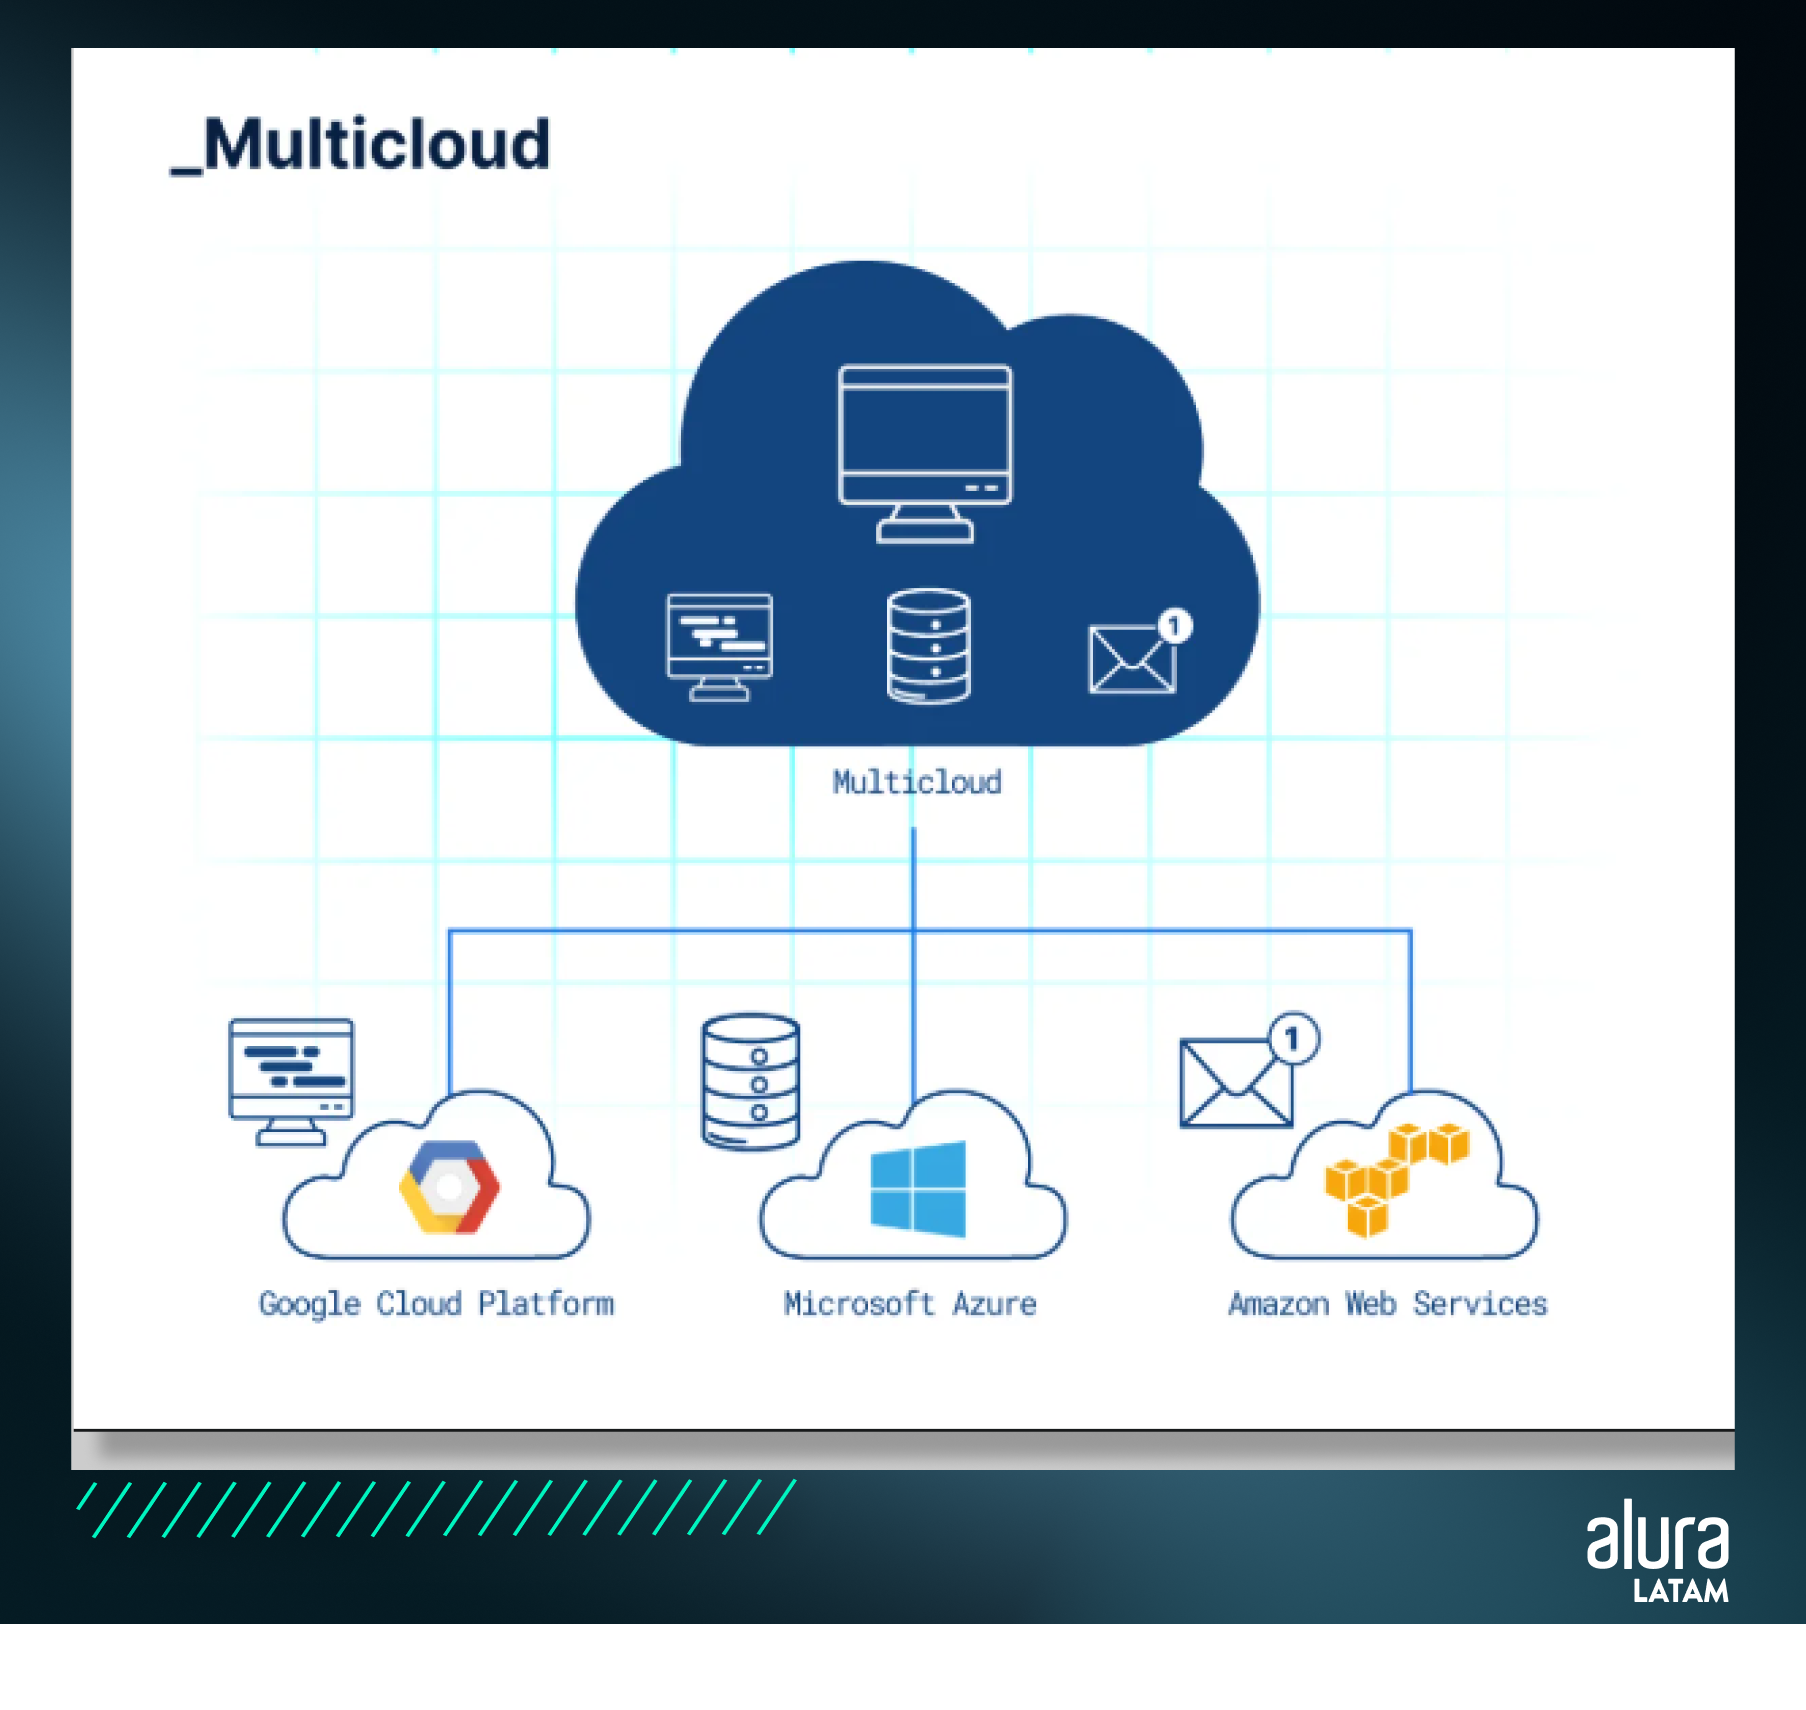 _Multicloud
1
Multicloud
1
Google Cloud Platform
Microsoft Azure
Amazon Web Services
alura
LATAM